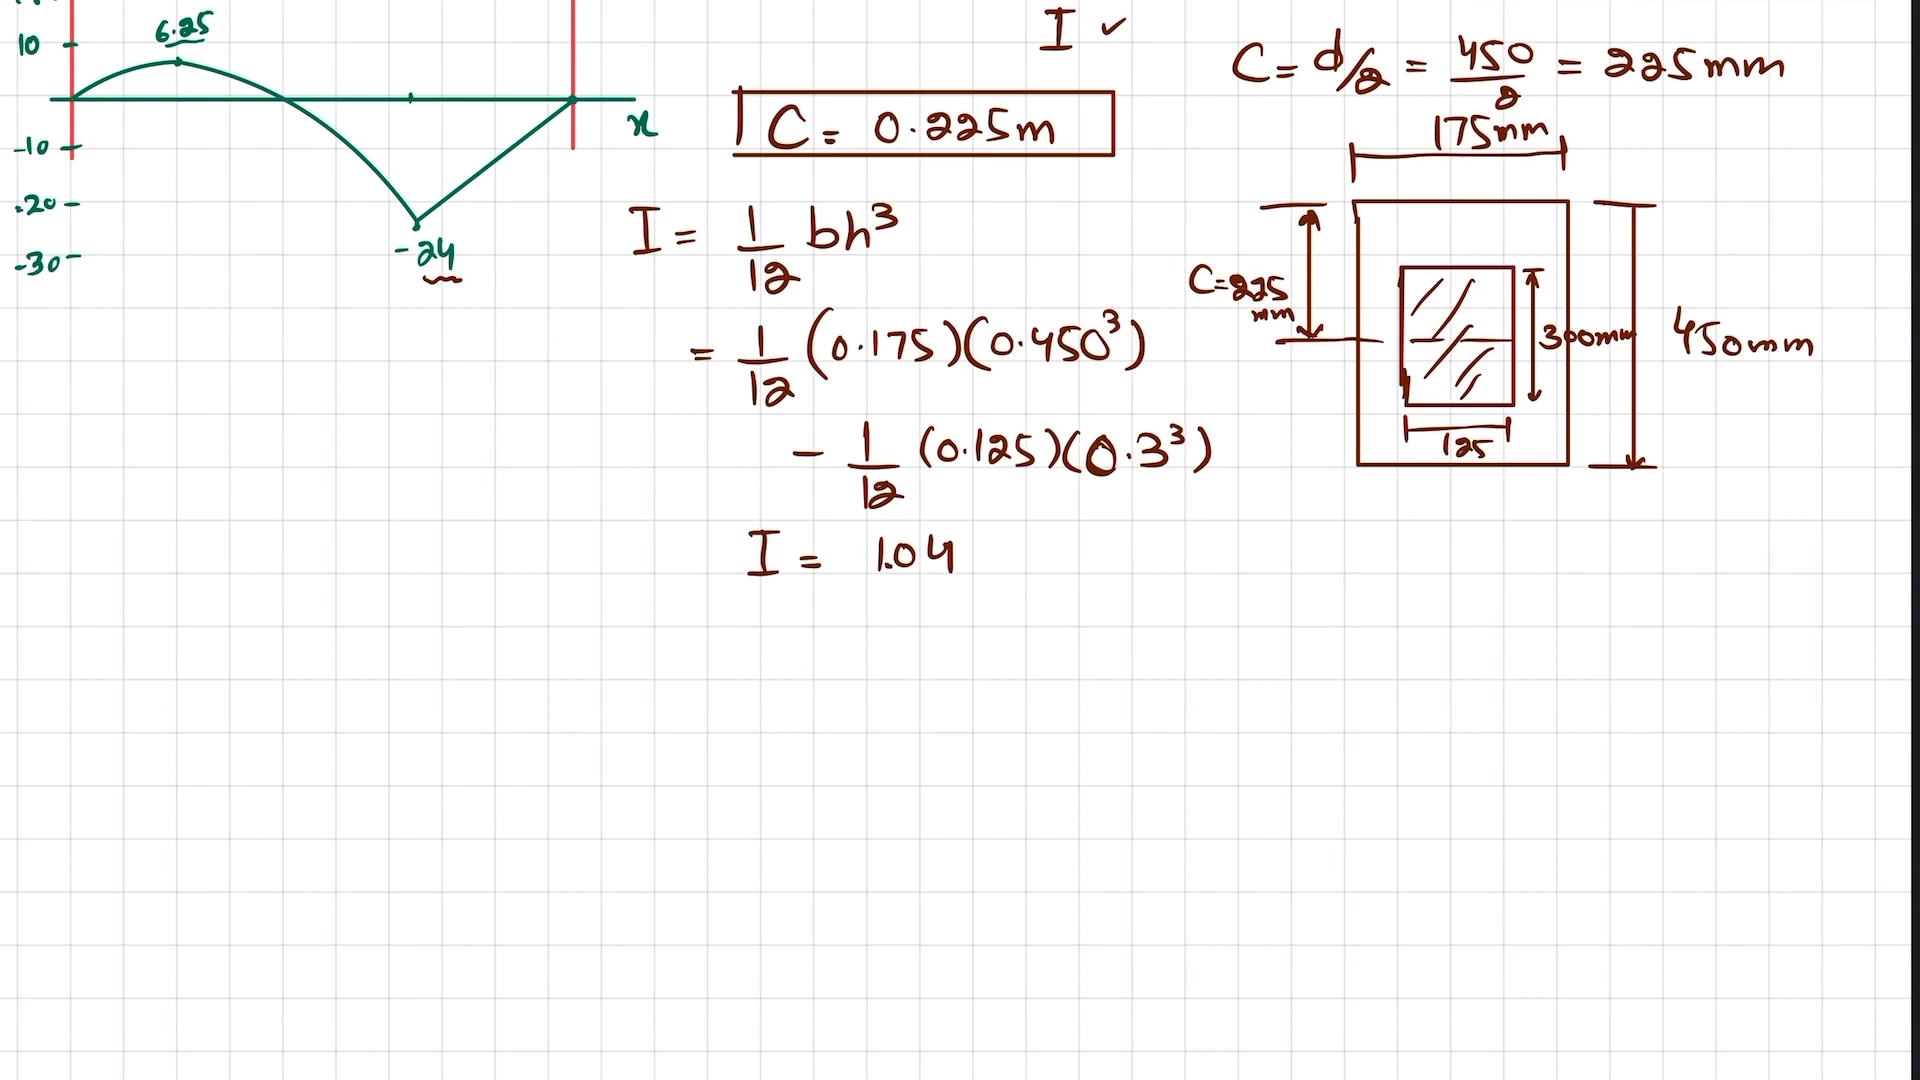 10
6.25
-10
-20
-24
-30
x
I ✓
C = 0.225m
I = 1/12 bh³
= 1/12 (0.175)(0.450³)
- 1/12 (0.125)(0.3³)
I = 1.04
C = d/2 = 450/2 = 225mm
175mm
C=225
mm
300mm
450mm
125